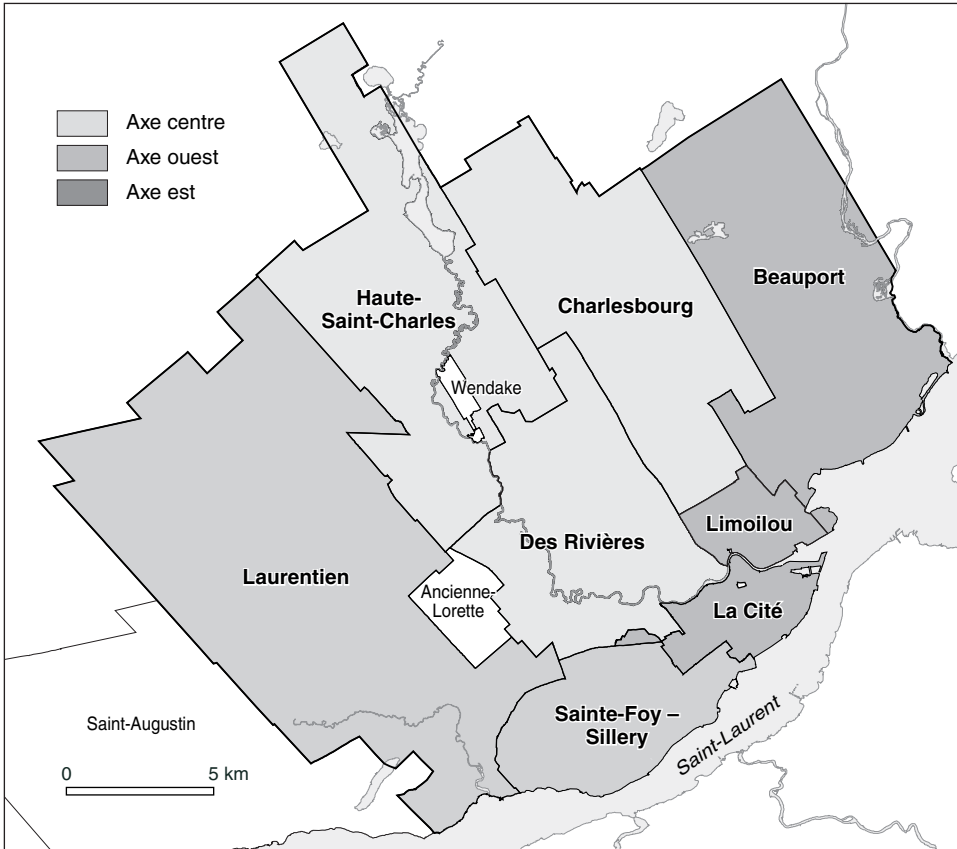 Axe centre
Axe ouest
Axe est
Beauport
Haute-
Saint-Charles
Charlesbourg
Wendake
Limoilou
Des Rivières
Laurentien
Ancienne-
Lorette
La Cité
Sainte-Foy –
Sillery
Saint-Augustin
Saint-Laurent
0 5 km